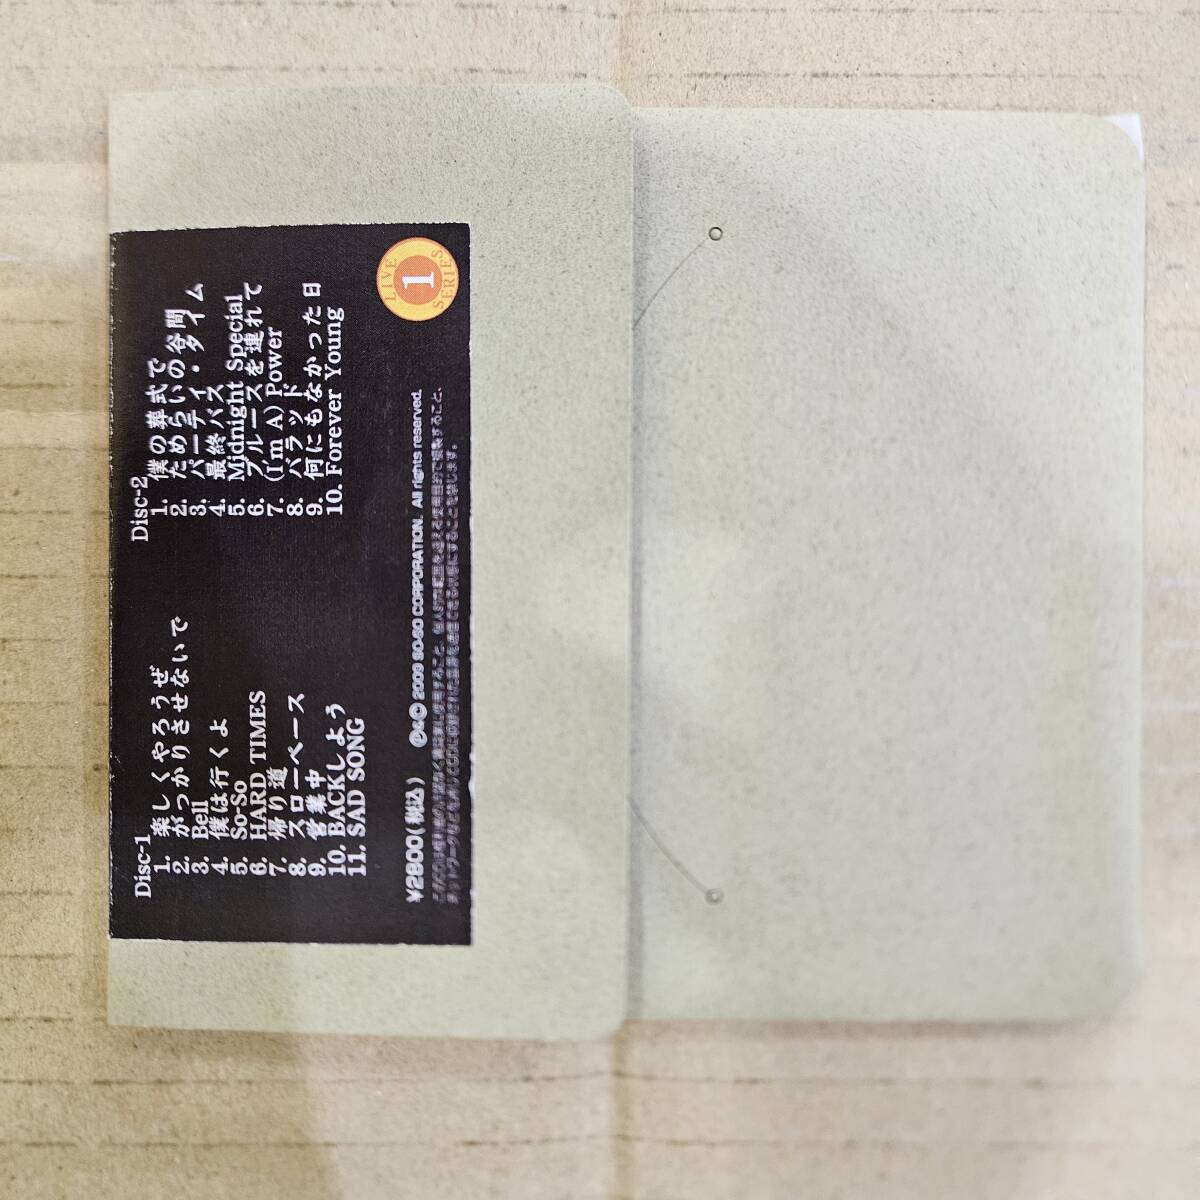 Disc-1
1. 楽しくやろうぜ
2. がっかりさせないで
3. Bell
4. 僕は行くよ
5. So-So
6. HARD TIMES
7. 帰り道
8. スローペース
9. 営業中
10. BACKしよう
11. SAD SONG
Disc-2
1. 僕の葬式で
2. ためらいの谷間
3. パーティ・タイム
4. 最終バス
5. Midnight Special
6. ブルースを連れて
7. (I'm A) Power
8. バラッド
9. 何にもなかった日
10. Forever Young
LIVE
1
SERIES
¥2800(税込)
℗&© 2009 SO-SO CORPORATION. All rights reserved.